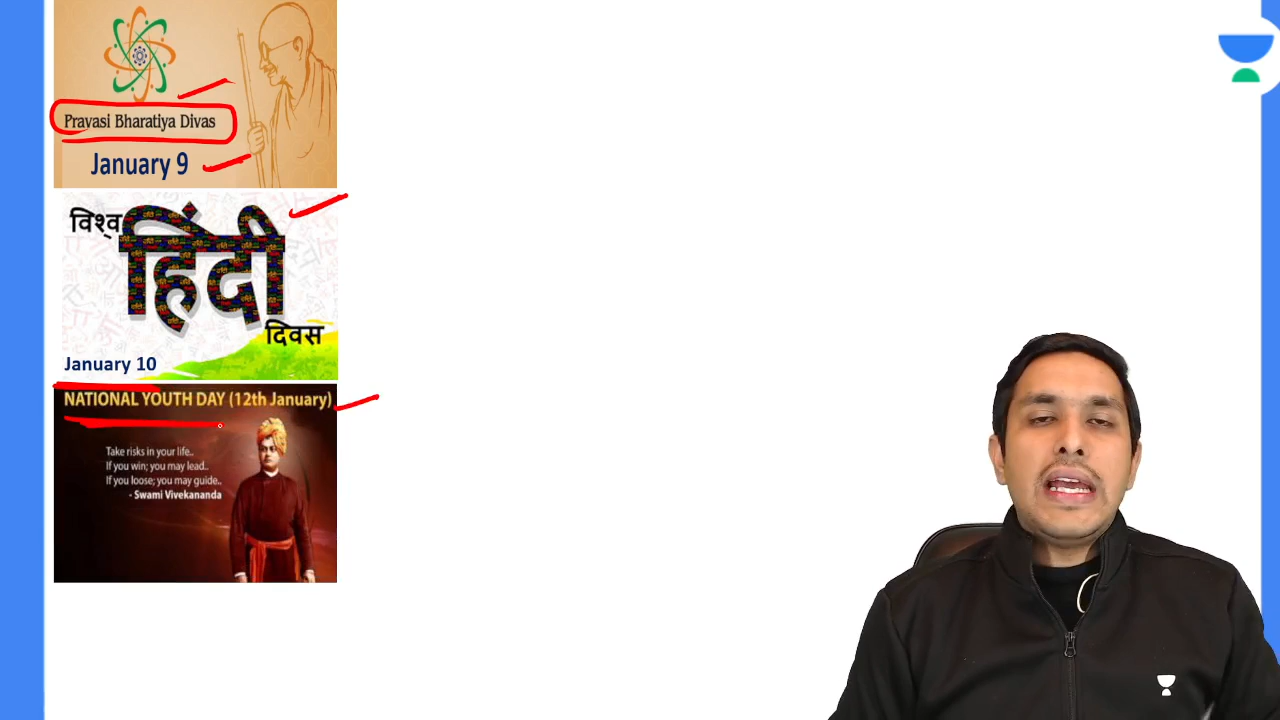 Pravasi Bharatiya Divas
January 9
विश्व
हिंदी
दिवस
January 10
NATIONAL YOUTH DAY (12th January)
Take risks in your life..
If you win; you may lead..
If you loose; you may guide..
- Swami Vivekananda